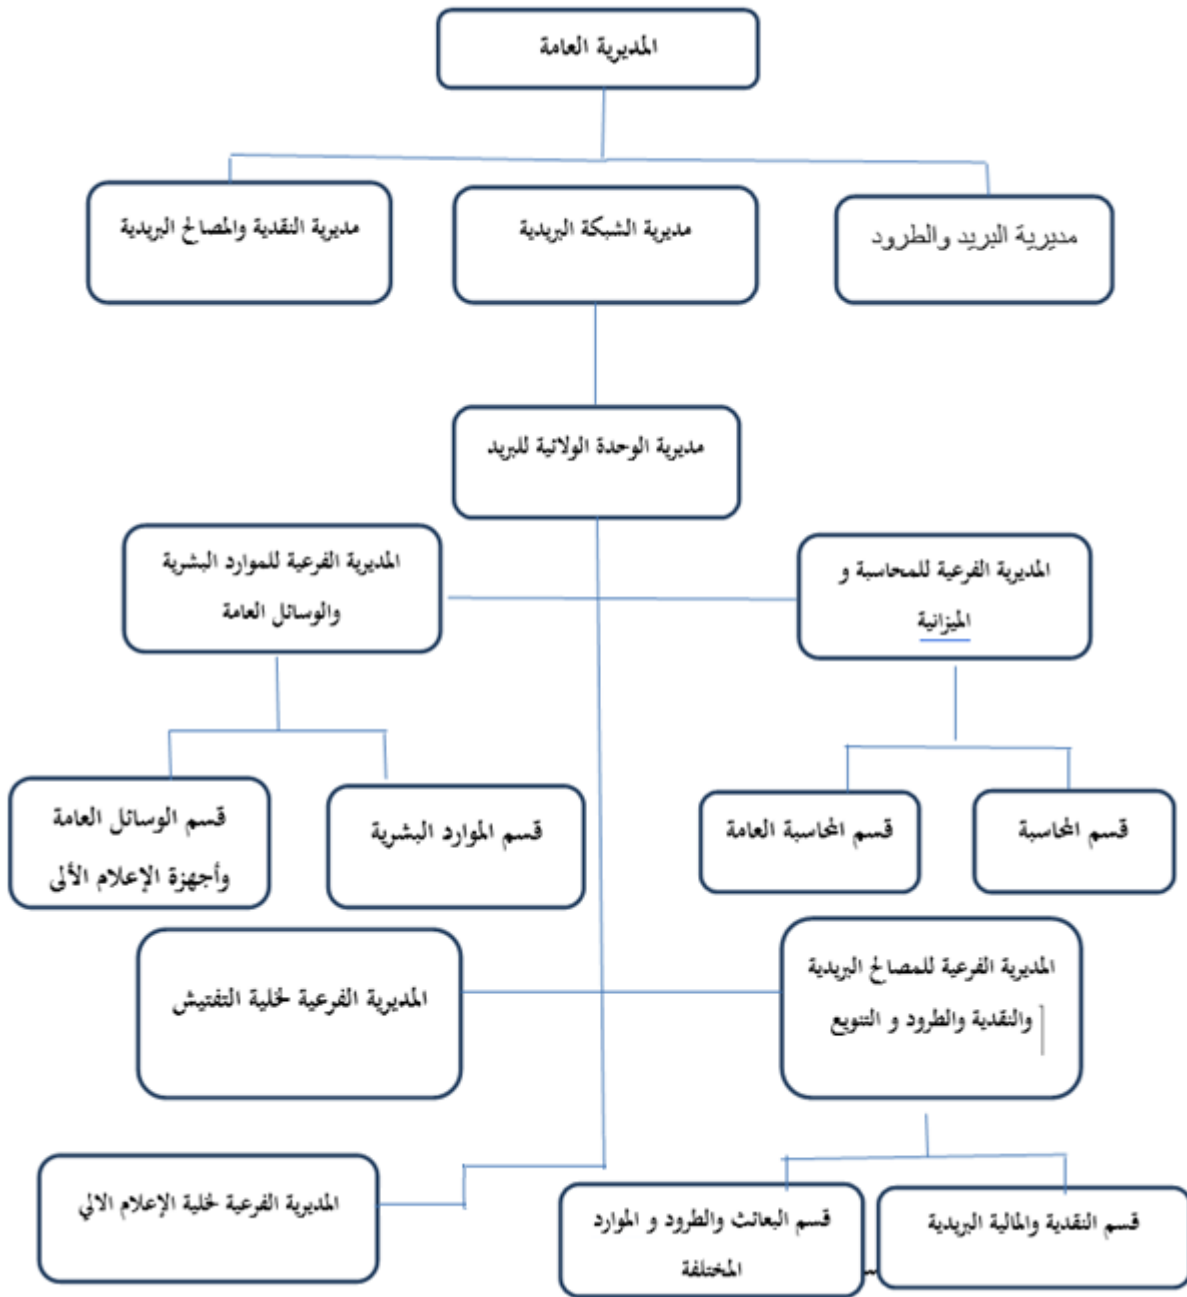 المديرية العامة
مديرية البريد والطرود
مديرية الشبكة البريدية
مديرية النقدية والمصالح البريدية
مديرية الوحدة الولائية للبريد
المديرية الفرعية للمحاسبة و
الميزانية
المديرية الفرعية للموارد البشرية
والوسائل العامة
قسم المحاسبة
قسم المحاسبة العامة
قسم الموارد البشرية
قسم الوسائل العامة
وأجهزة الإعلام الألى
المديرية الفرعية للمصالح البريدية
والنقدية والطرود و التنويع
المديرية الفرعية لخلية التفتيش
قسم النقدية والمالية البريدية
قسم البعائث والطرود و الموارد
المختلفة
المديرية الفرعية لخلية الإعلام الالي